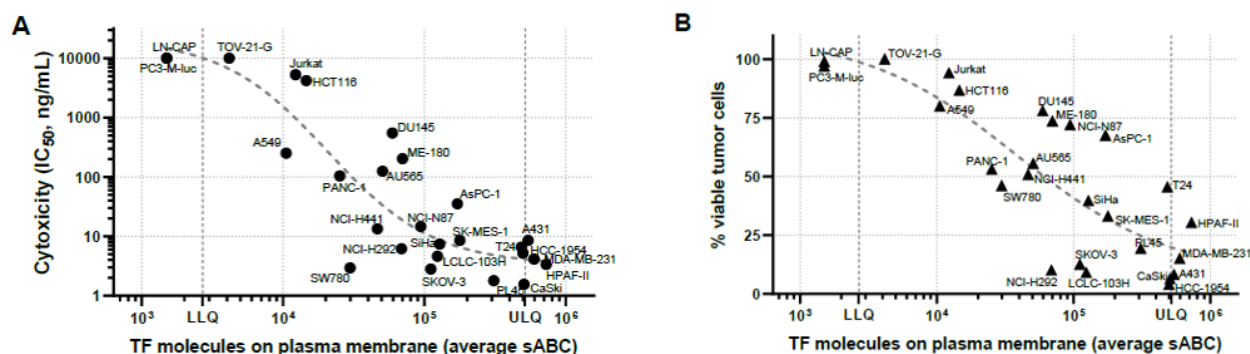 A
Cytoxicity (IC50, ng/mL)
10000
1000
100
10
1
LN-CAP
PC3-M-luc
TOV-21-G
Jurkat
HCT116
A549
DU145
ME-180
PANC-1
AU565
AsPC-1
NCI-H441
NCI-N87
NCI-H292
SiHa
SK-MES-1
T24
A431
HCC-1954
MDA-MB-231
LCLC-103H
HPAF-II
SW780
SKOV-3
CaSki
10³ LLQ 10⁴ 10⁵ ULQ 10⁶
TF molecules on plasma membrane (average sABC)
B
% viable tumor cells
100
75
50
25
0
LN-CAP
PC3-M-luc
TOV-21-G
Jurkat
HCT116
A549
DU145
ME-180
NCI-N87
AsPC-1
PANC-1
AU565
NCI-H441
SW780
T24
SiHa
SK-MES-1
HPAF-II
PL45
SKOV-3
MDA-MB-231
NCI-H292
LCLC-103H
CaSki
A431
HCC-1954
10³ LLQ 10⁴ 10⁵ ULQ 10⁶
TF molecules on plasma membrane (average sABC)